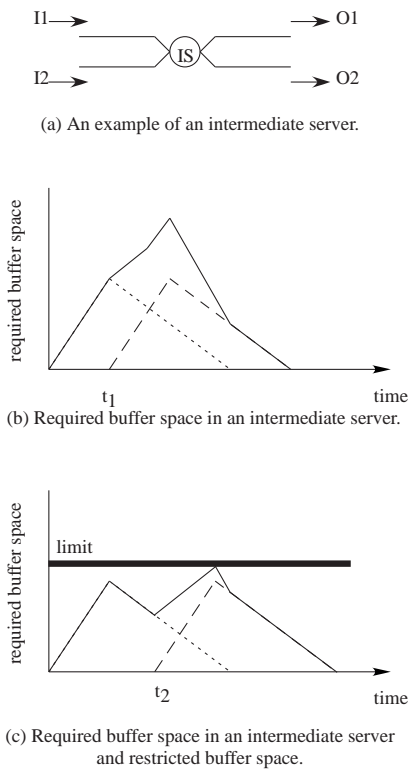 I1 O1
IS
I2 O2
(a) An example of an intermediate server.
required buffer space
t1
time
(b) Required buffer space in an intermediate server.
required buffer space
limit
t2
time
(c) Required buffer space in an intermediate server
and restricted buffer space.